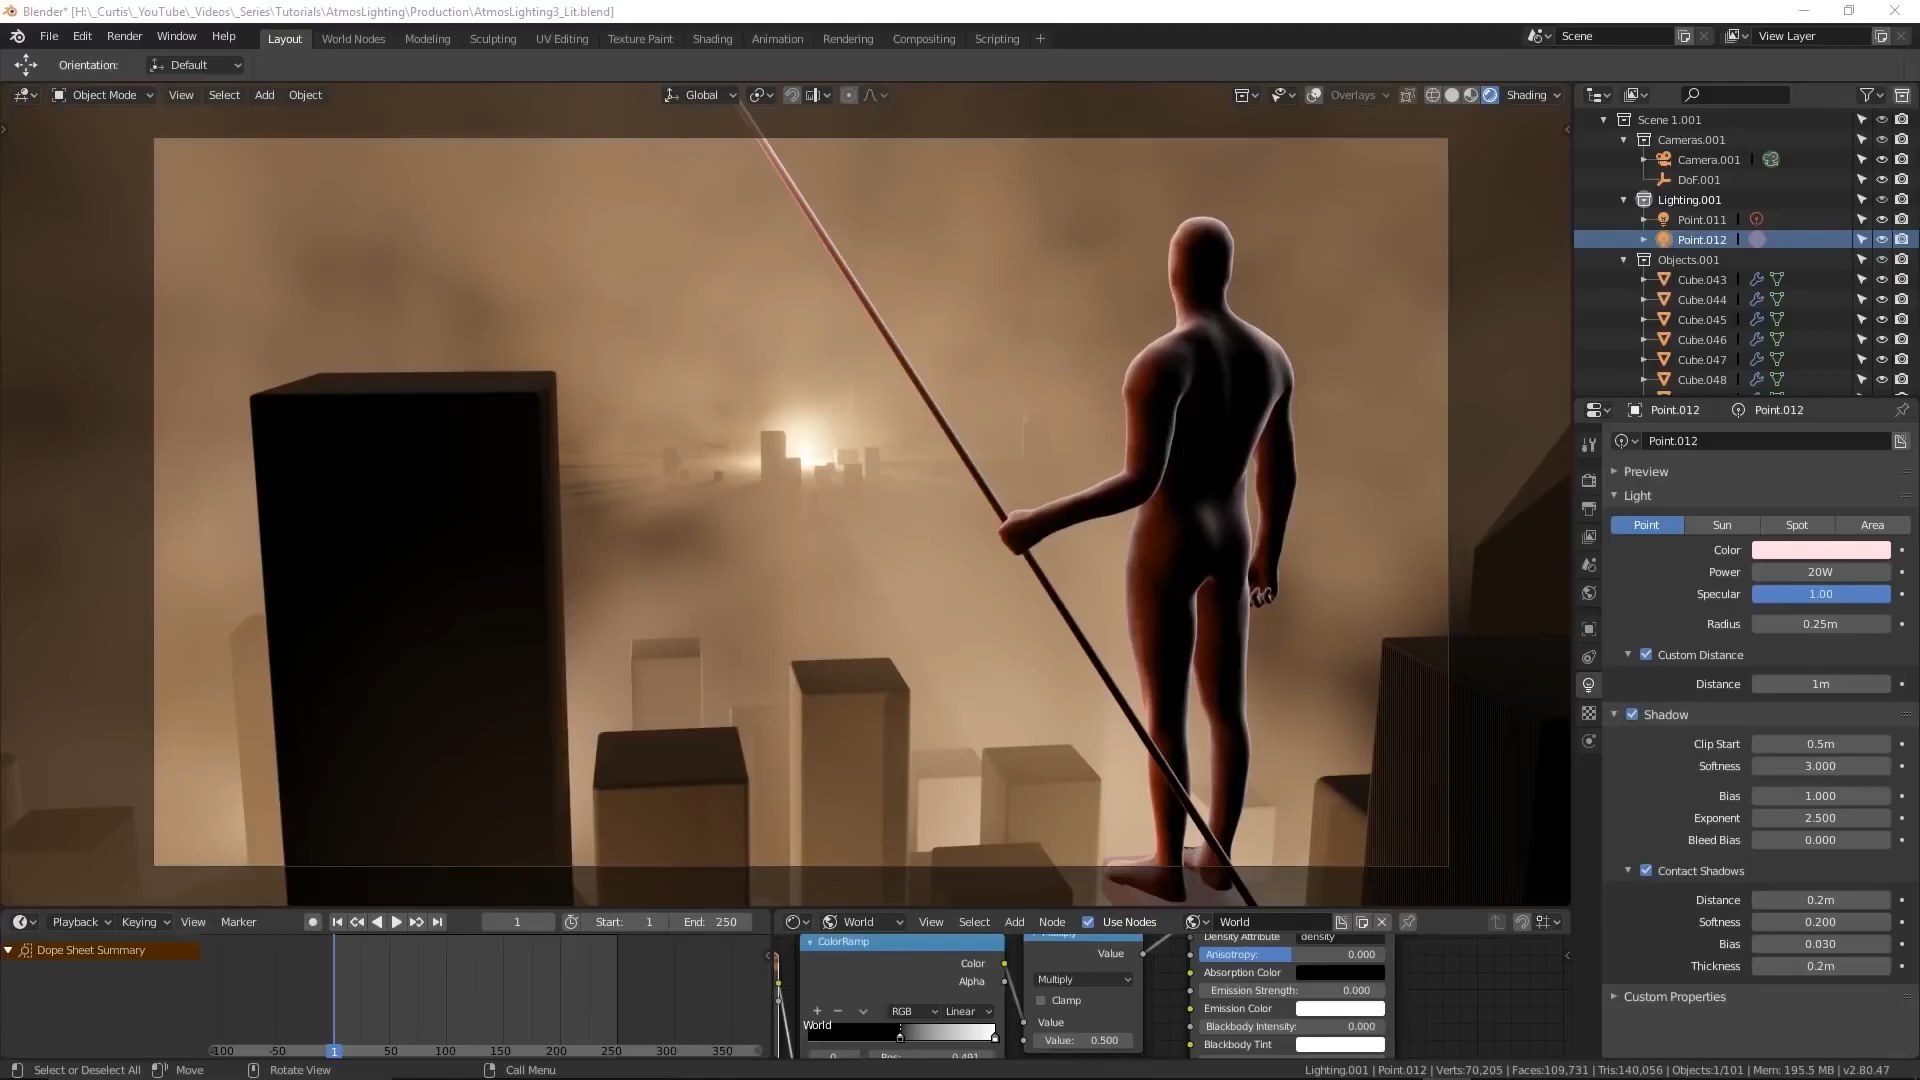 Blender* [H:\_Curtis\_YouTube\_Videos\_Series\Tutorials\AtmosLighting\Production\AtmosLighting3_Lit.blend]
File Edit Render Window Help Layout World Nodes Modeling Sculpting UV Editing Texture Paint Shading Animation Rendering Compositing Scripting + Scene View Layer
Orientation: Default
Object Mode View Select Add Object Global Overlays Shading
Scene 1.001
Cameras.001
Camera.001
DoF.001
Lighting.001
Point.011
Point.012
Objects.001
Cube.043
Cube.044
Cube.045
Cube.046
Cube.047
Cube.048
Point.012 Point.012
Point.012
Preview
Light
Point Sun Spot Area
Color
Power 20W
Specular 1.00
Radius 0.25m
Custom Distance
Distance 1m
Shadow
Clip Start 0.5m
Softness 3.000
Bias 1.000
Exponent 2.500
Bleed Bias 0.000
Contact Shadows
Distance 0.2m
Softness 0.200
Bias 0.030
Thickness 0.2m
Custom Properties
Playback Keying View Marker 1 Start: 1 End: 250
Dope Sheet Summary
-100 -50 1 50 100 150 200 250 300 350
World View Select Add Node Use Nodes World
ColorRamp
Color
Alpha
RGB Linear
World
0 Pos: 0.491
Multiply
Value
Multiply
Clamp
Value
Value: 0.500
Density Attribute density
Anisotropy: 0.000
Absorption Color
Emission Strength: 0.000
Emission Color
Blackbody Intensity: 0.000
Blackbody Tint
Select or Deselect All Move Rotate View Call Menu Lighting.001 | Point.012 | Verts:70,205 | Faces:109,731 | Tris:140,056 | Objects:1/101 | Mem: 195.5 MB | v2.80.47